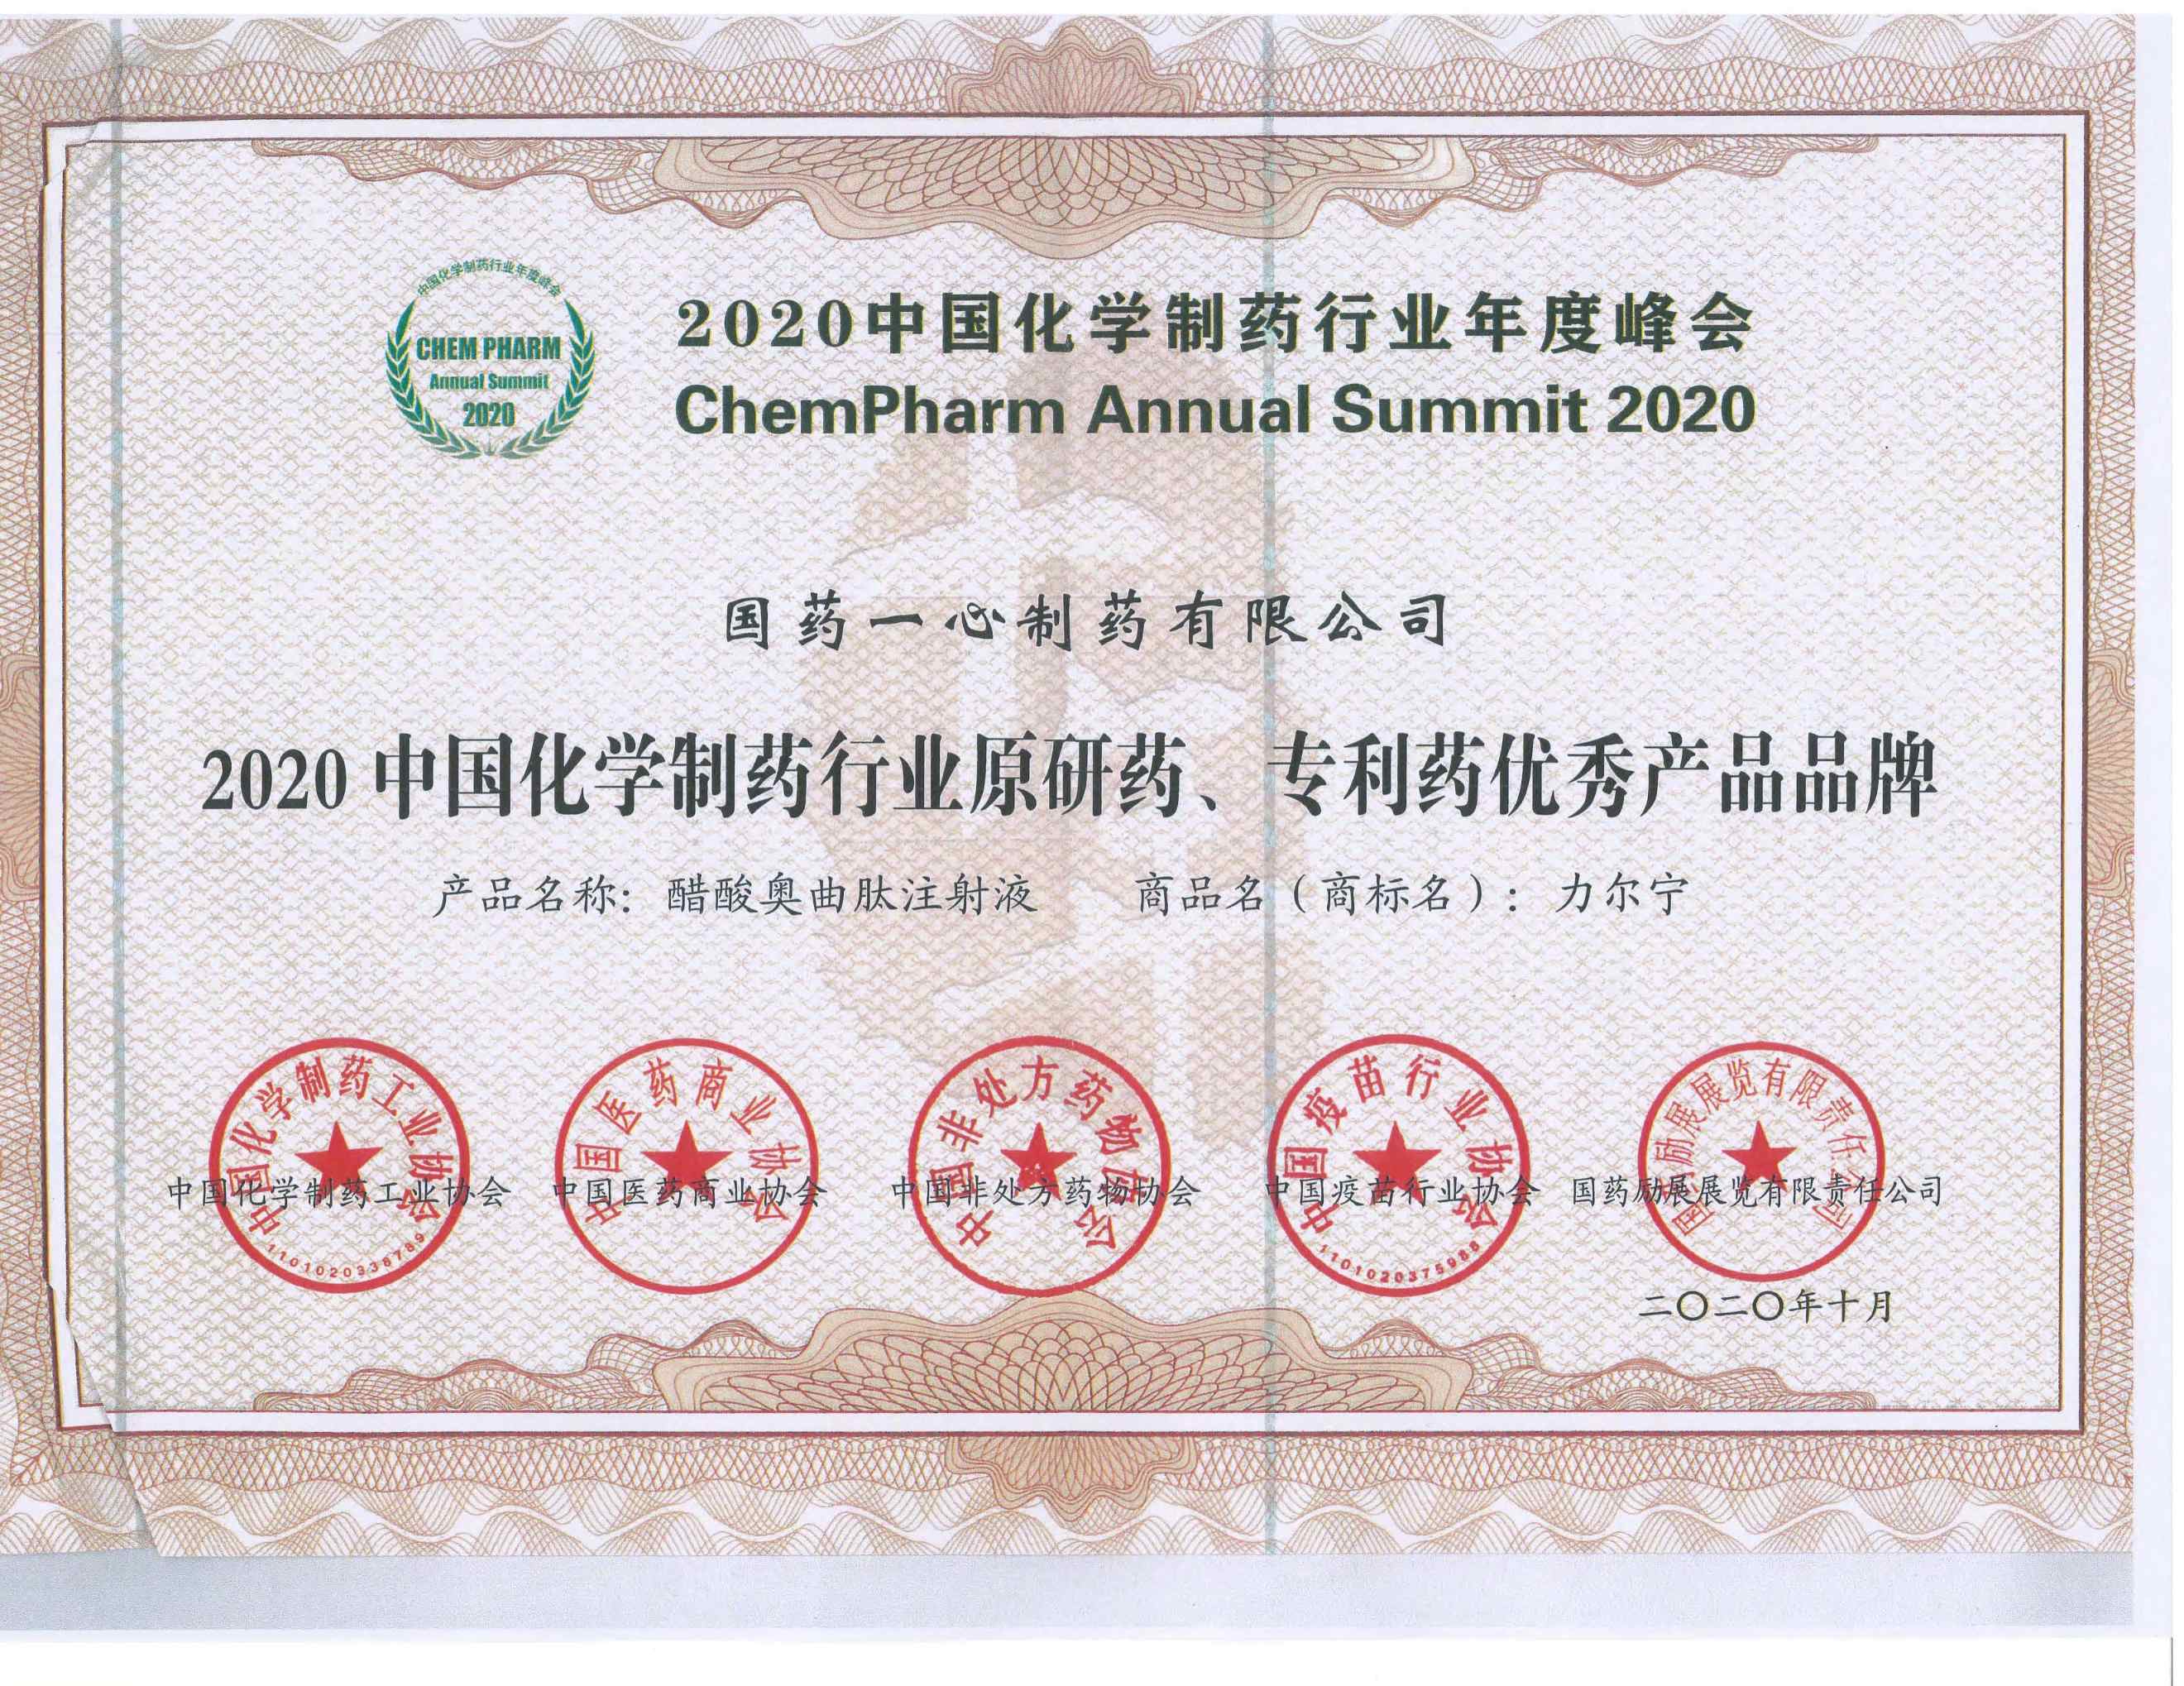 中国化学制药行业年度峰会
CHEM PHARM
Annual Summit
2020
2020中国化学制药行业年度峰会
ChemPharm Annual Summit 2020
国药一心制药有限公司
2020 中国化学制药行业原研药、专利药优秀产品品牌
产品名称：醋酸奥曲肽注射液 商品名（商标名）：力尔宁
中国化学制药工业协会
1101020338789
中国医药商业协会
中国非处方药物协会
中国疫苗行业协会
1101020375988
国药励展展览有限责任公司
中国化学制药工业协会 中国医药商业协会 中国非处方药物协会 中国疫苗行业协会 国药励展展览有限责任公司
二〇二〇年十月